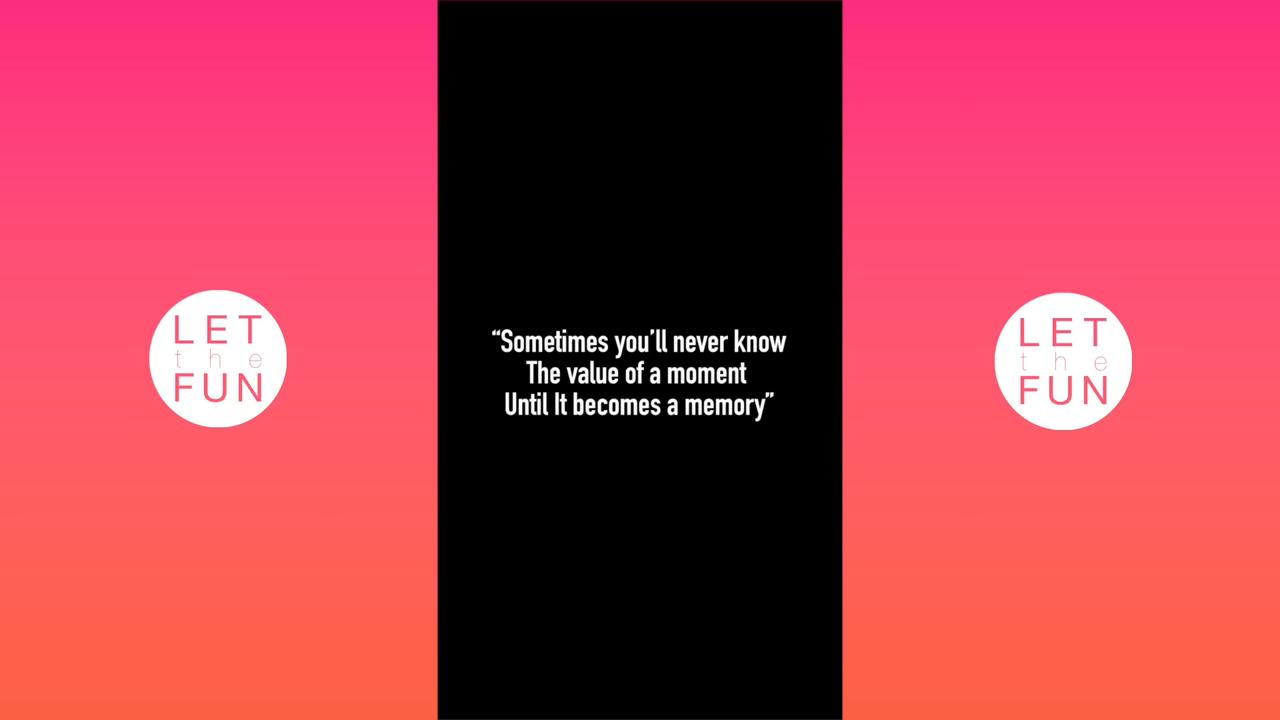 LET
the
FUN
“Sometimes you’ll never know
The value of a moment
Until It becomes a memory”
LET
the
FUN